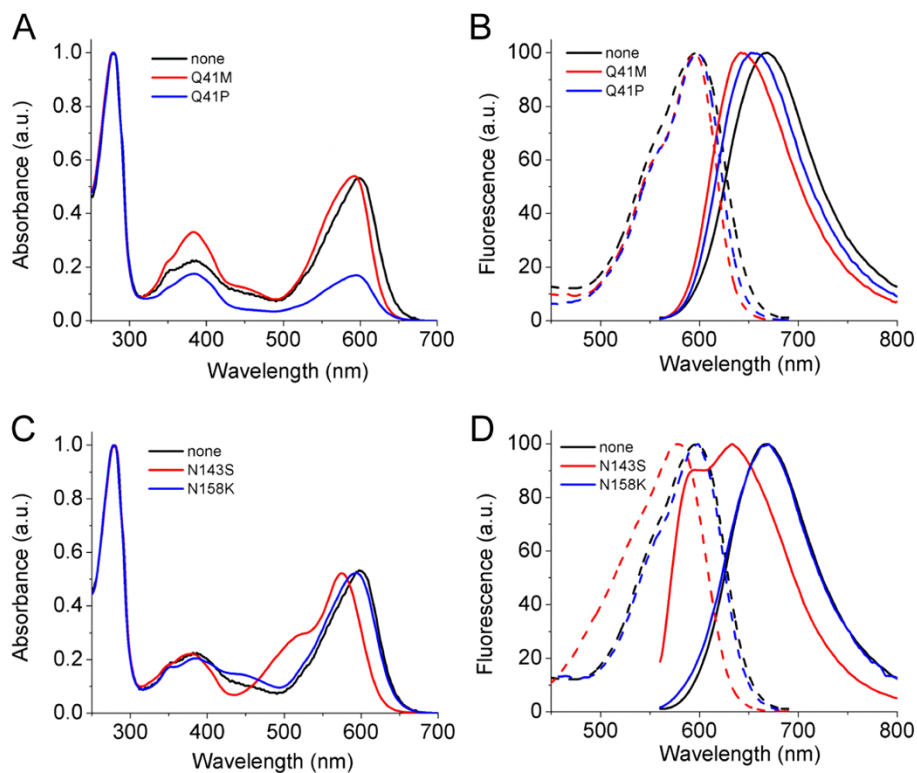 A
none
Q41M
Q41P
1.0
0.8
0.6
0.4
0.2
0.0
Absorbance (a.u.)
300
400
500
600
700
Wavelength (nm)
B
none
Q41M
Q41P
100
80
60
40
20
0
Fluorescence (a.u.)
500
600
700
800
Wavelength (nm)
C
none
N143S
N158K
1.0
0.8
0.6
0.4
0.2
0.0
Absorbance (a.u.)
300
400
500
600
700
Wavelength (nm)
D
none
N143S
N158K
100
80
60
40
20
0
Fluorescence (a.u.)
500
600
700
800
Wavelength (nm)